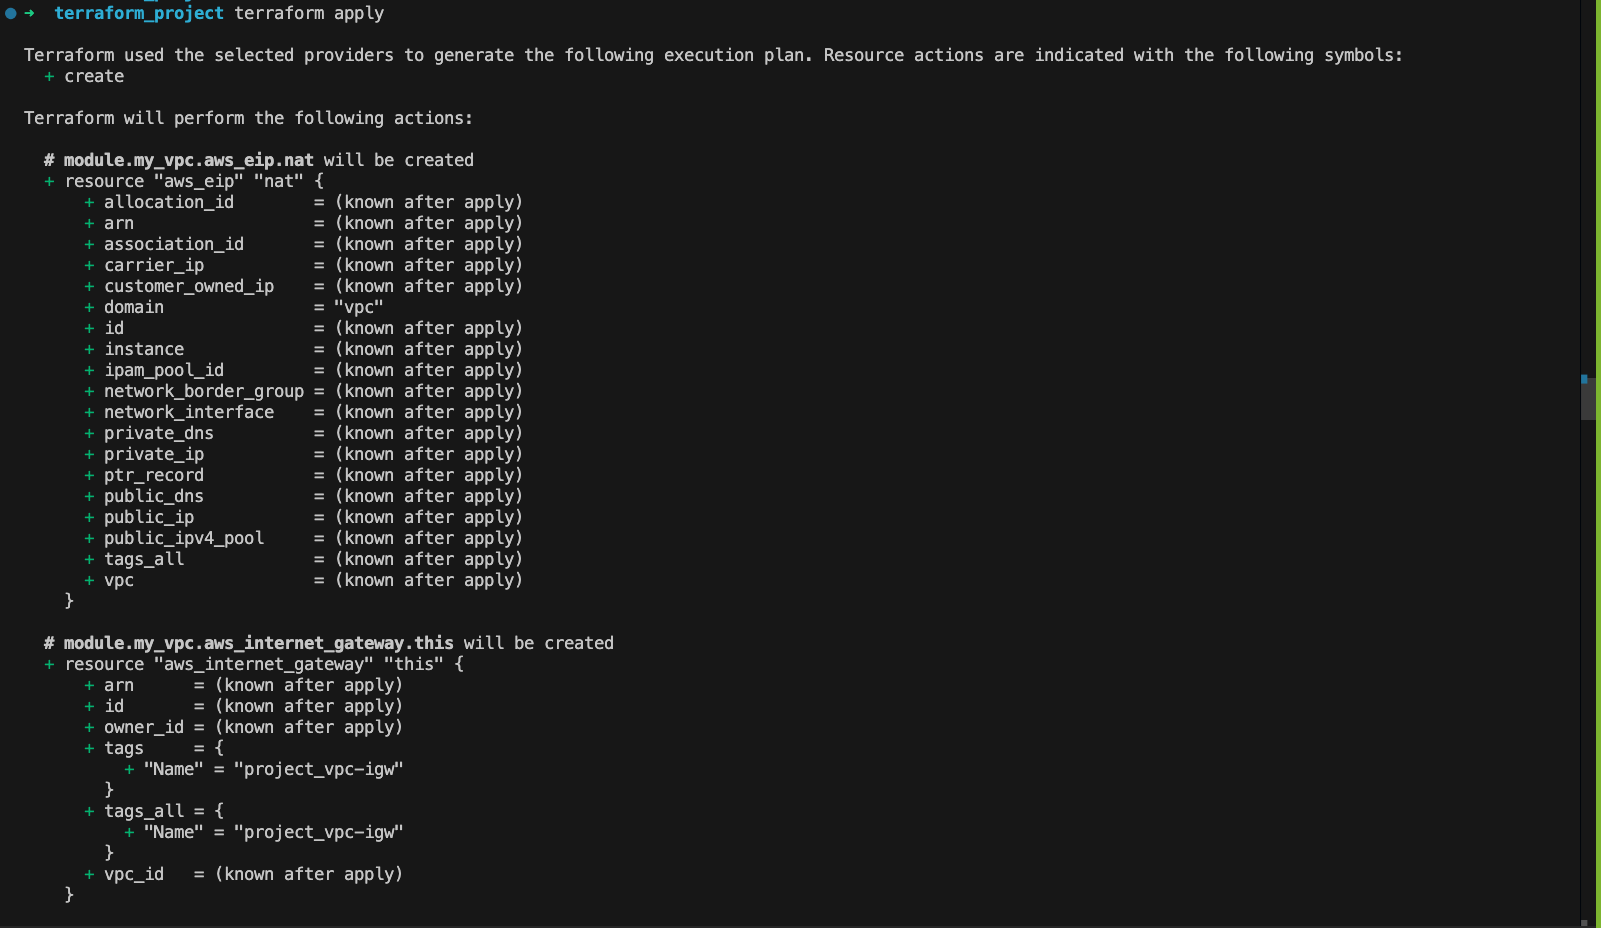 ➜ terraform_project terraform apply
Terraform used the selected providers to generate the following execution plan. Resource actions are indicated with the following symbols:
+ create
Terraform will perform the following actions:
# module.my_vpc.aws_eip.nat will be created
+ resource "aws_eip" "nat" {
+ allocation_id = (known after apply)
+ arn = (known after apply)
+ association_id = (known after apply)
+ carrier_ip = (known after apply)
+ customer_owned_ip = (known after apply)
+ domain = "vpc"
+ id = (known after apply)
+ instance = (known after apply)
+ ipam_pool_id = (known after apply)
+ network_border_group = (known after apply)
+ network_interface = (known after apply)
+ private_dns = (known after apply)
+ private_ip = (known after apply)
+ ptr_record = (known after apply)
+ public_dns = (known after apply)
+ public_ip = (known after apply)
+ public_ipv4_pool = (known after apply)
+ tags_all = (known after apply)
+ vpc = (known after apply)
}
# module.my_vpc.aws_internet_gateway.this will be created
+ resource "aws_internet_gateway" "this" {
+ arn = (known after apply)
+ id = (known after apply)
+ owner_id = (known after apply)
+ tags = {
+ "Name" = "project_vpc-igw"
}
+ tags_all = {
+ "Name" = "project_vpc-igw"
}
+ vpc_id = (known after apply)
}